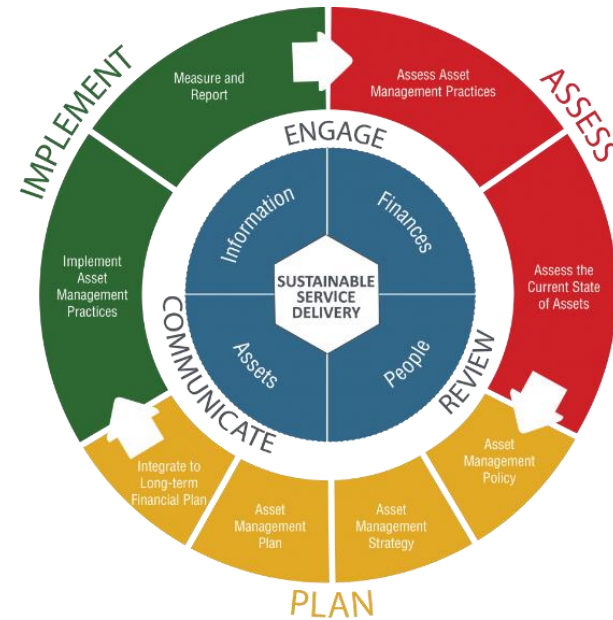 IMPLEMENT
Measure and
Report
Assess Asset
Management Practices
ASSESS
ENGAGE
Information
Finances
Implement
Asset
Management
Practices
SUSTAINABLE
SERVICE
DELIVERY
Assess the
Current State
of Assets
COMMUNICATE
Assets
People
REVIEW
Integrate to
Long-term
Financial Plan
Asset
Management
Plan
Asset
Management
Strategy
Asset
Management
Policy
PLAN